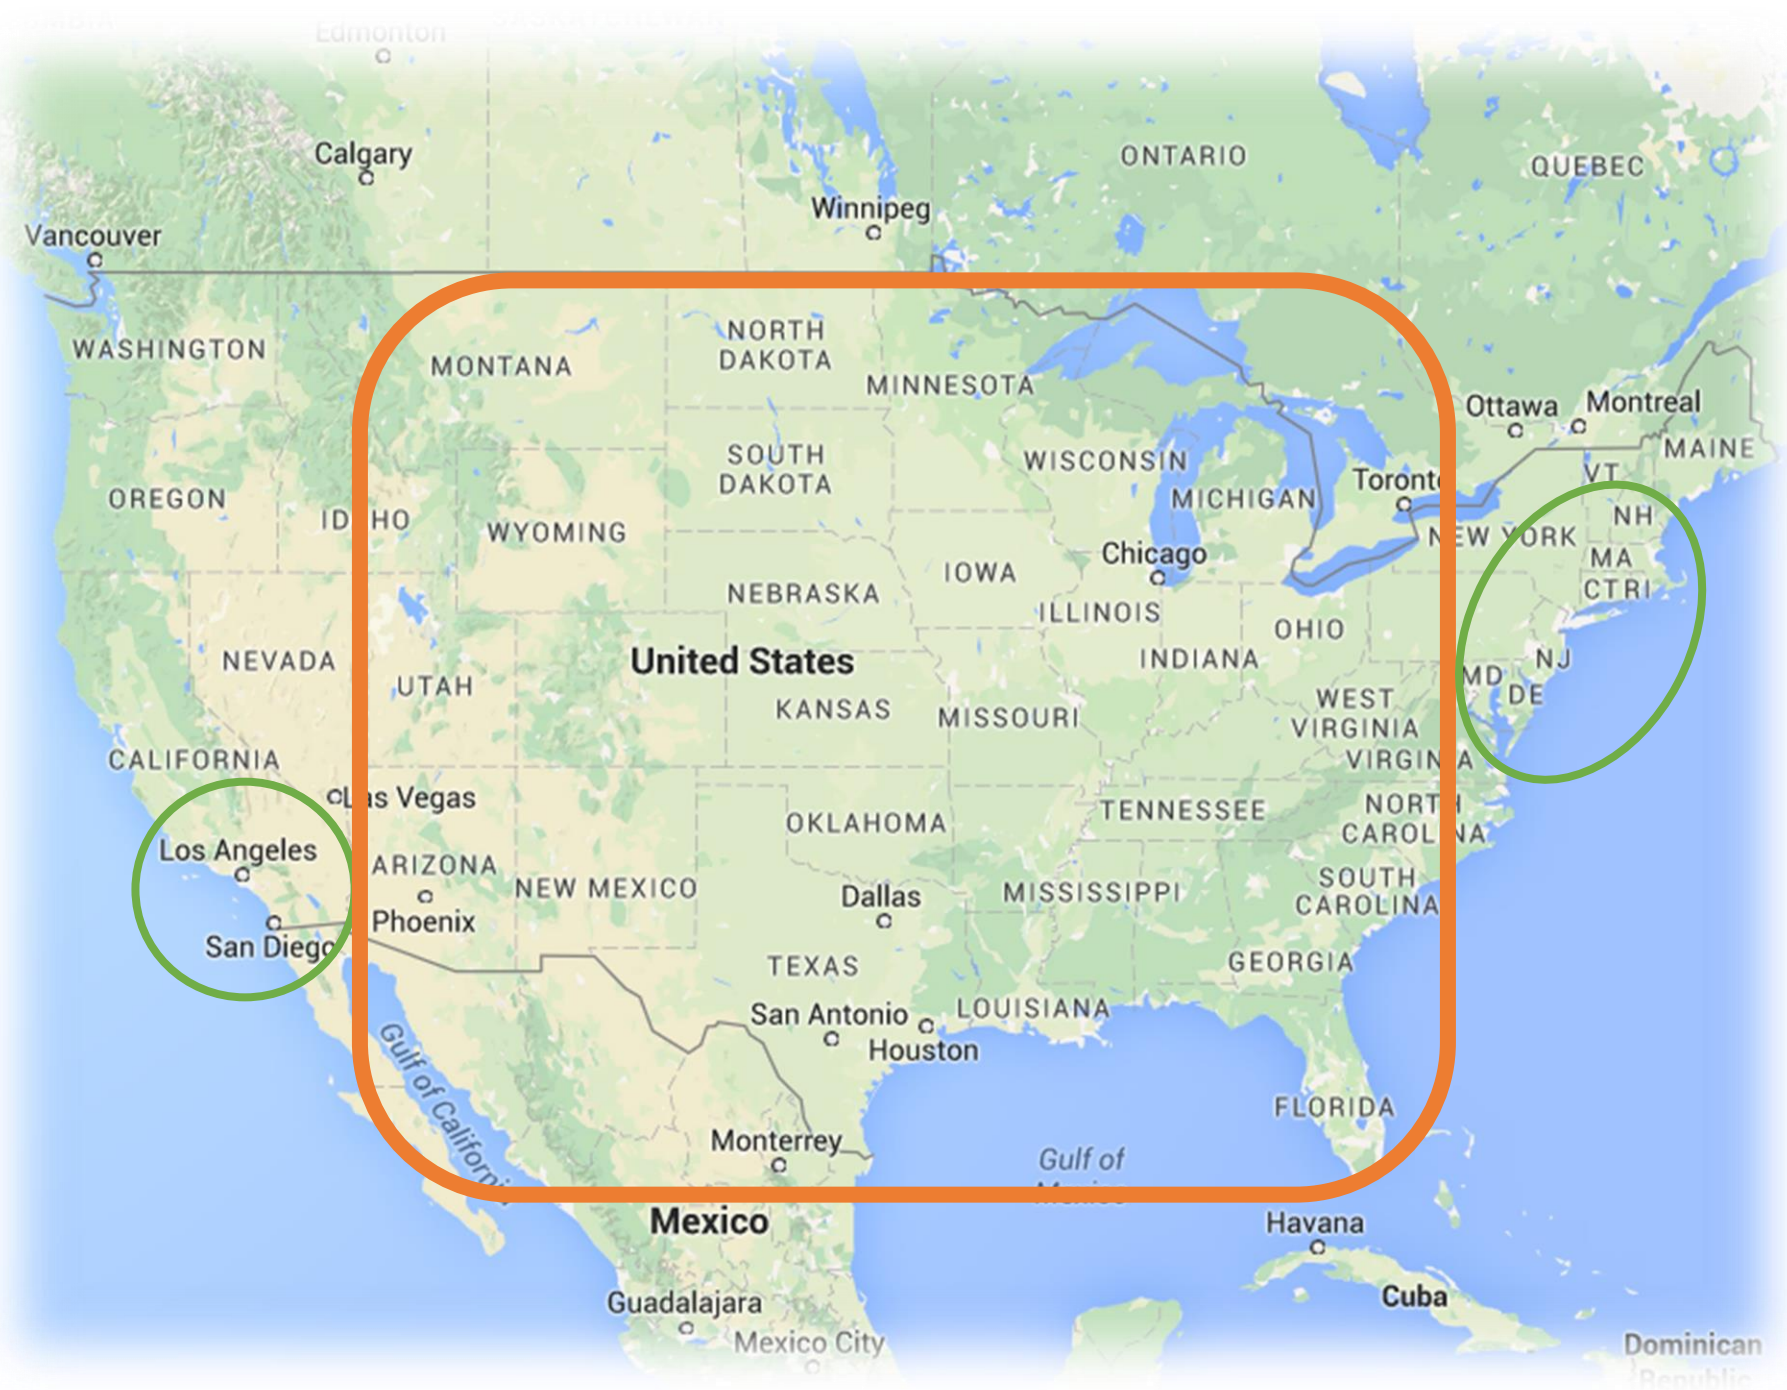 Edmonton
Calgary
ONTARIO
QUEBEC
Winnipeg
Vancouver
WASHINGTON
MONTANA
NORTH
DAKOTA
MINNESOTA
Ottawa
Montreal
MAINE
OREGON
IDAHO
WYOMING
SOUTH
DAKOTA
WISCONSIN
MICHIGAN
Toronto
VT
NH
NEW YORK
MA
CTRI
Chicago
IOWA
NEBRASKA
ILLINOIS
OHIO
INDIANA
NEVADA
UTAH
United States
KANSAS
MISSOURI
WEST
VIRGINIA
VIRGINIA
MD
NJ
DE
CALIFORNIA
Las Vegas
OKLAHOMA
TENNESSEE
NORTH
CAROLINA
Los Angeles
ARIZONA
NEW MEXICO
Dallas
MISSISSIPPI
SOUTH
CAROLINA
San Diego
Phoenix
TEXAS
GEORGIA
San Antonio
LOUISIANA
Houston
Gulf of California
FLORIDA
Monterrey
Gulf of
Mexico
Mexico
Havana
Guadalajara
Cuba
Mexico City
Dominican
Republic